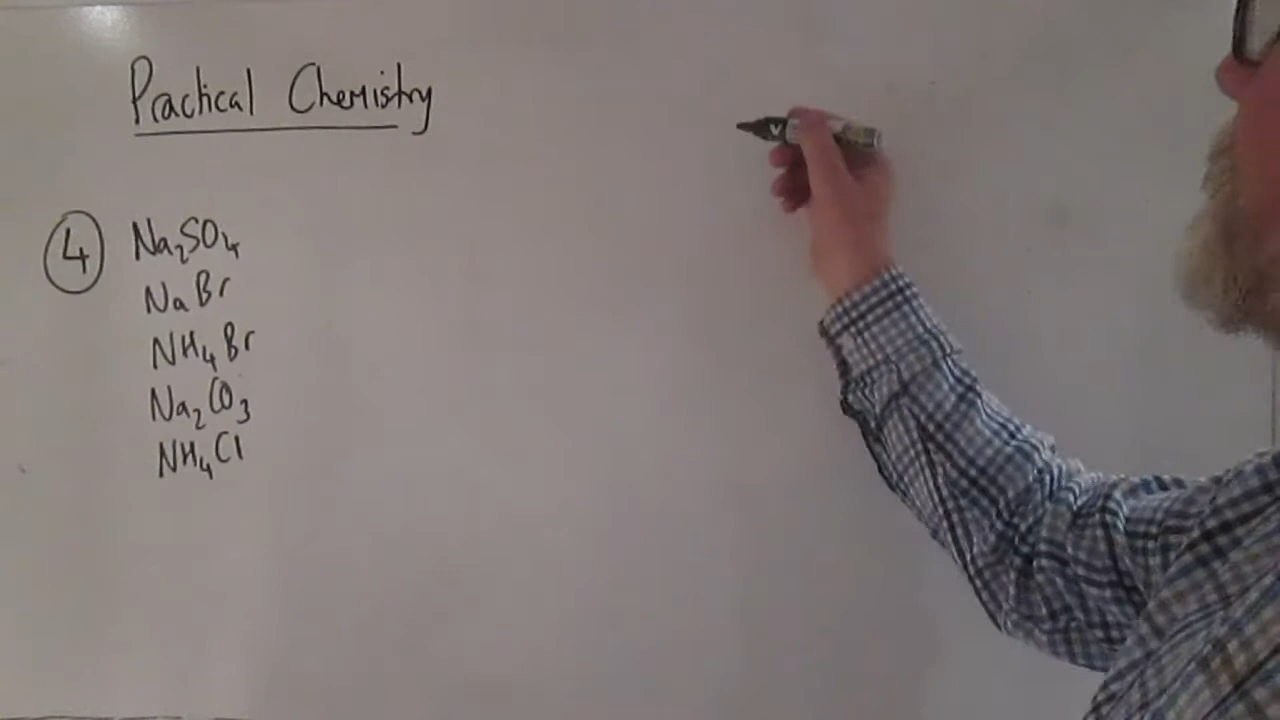 Practical Chemistry
4 Na₂SO₄
NaBr
NH₄Br
Na₂CO₃
NH₄Cl
V